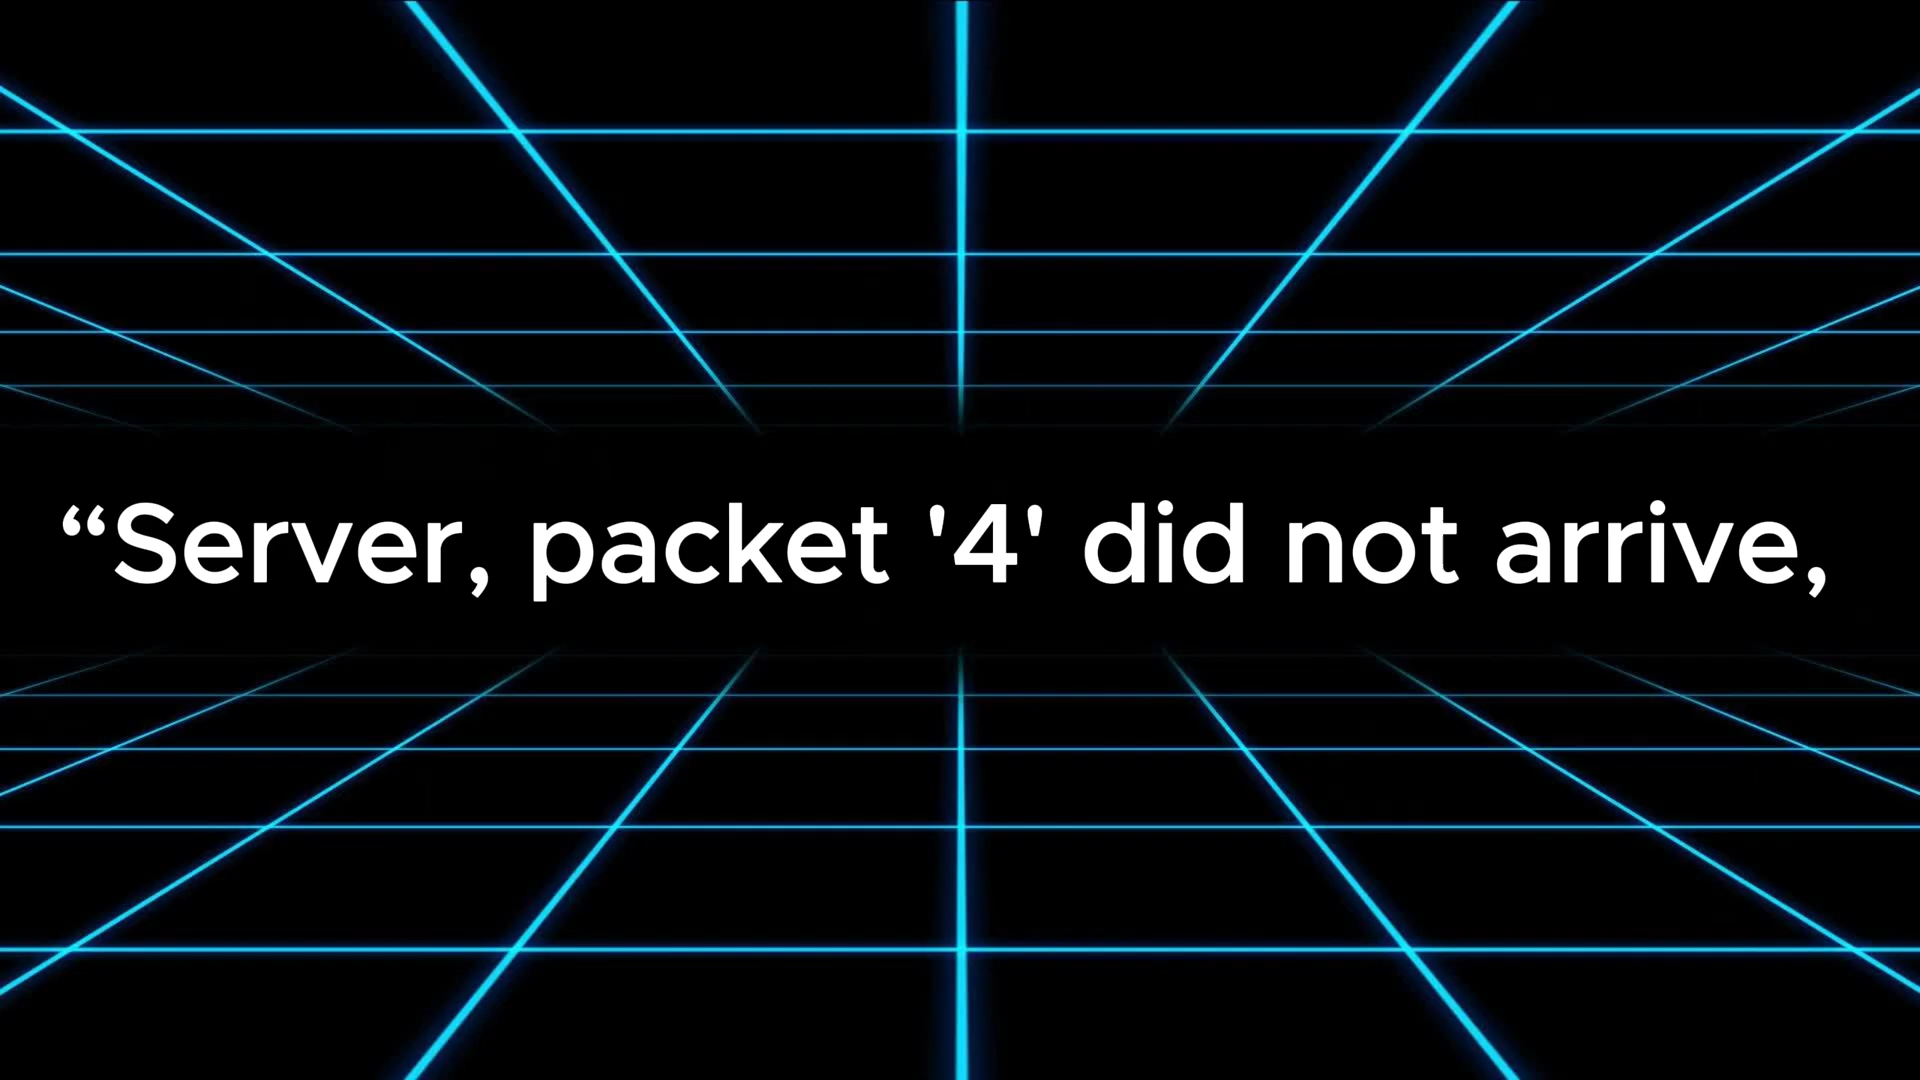 “Server, packet '4' did not arrive,